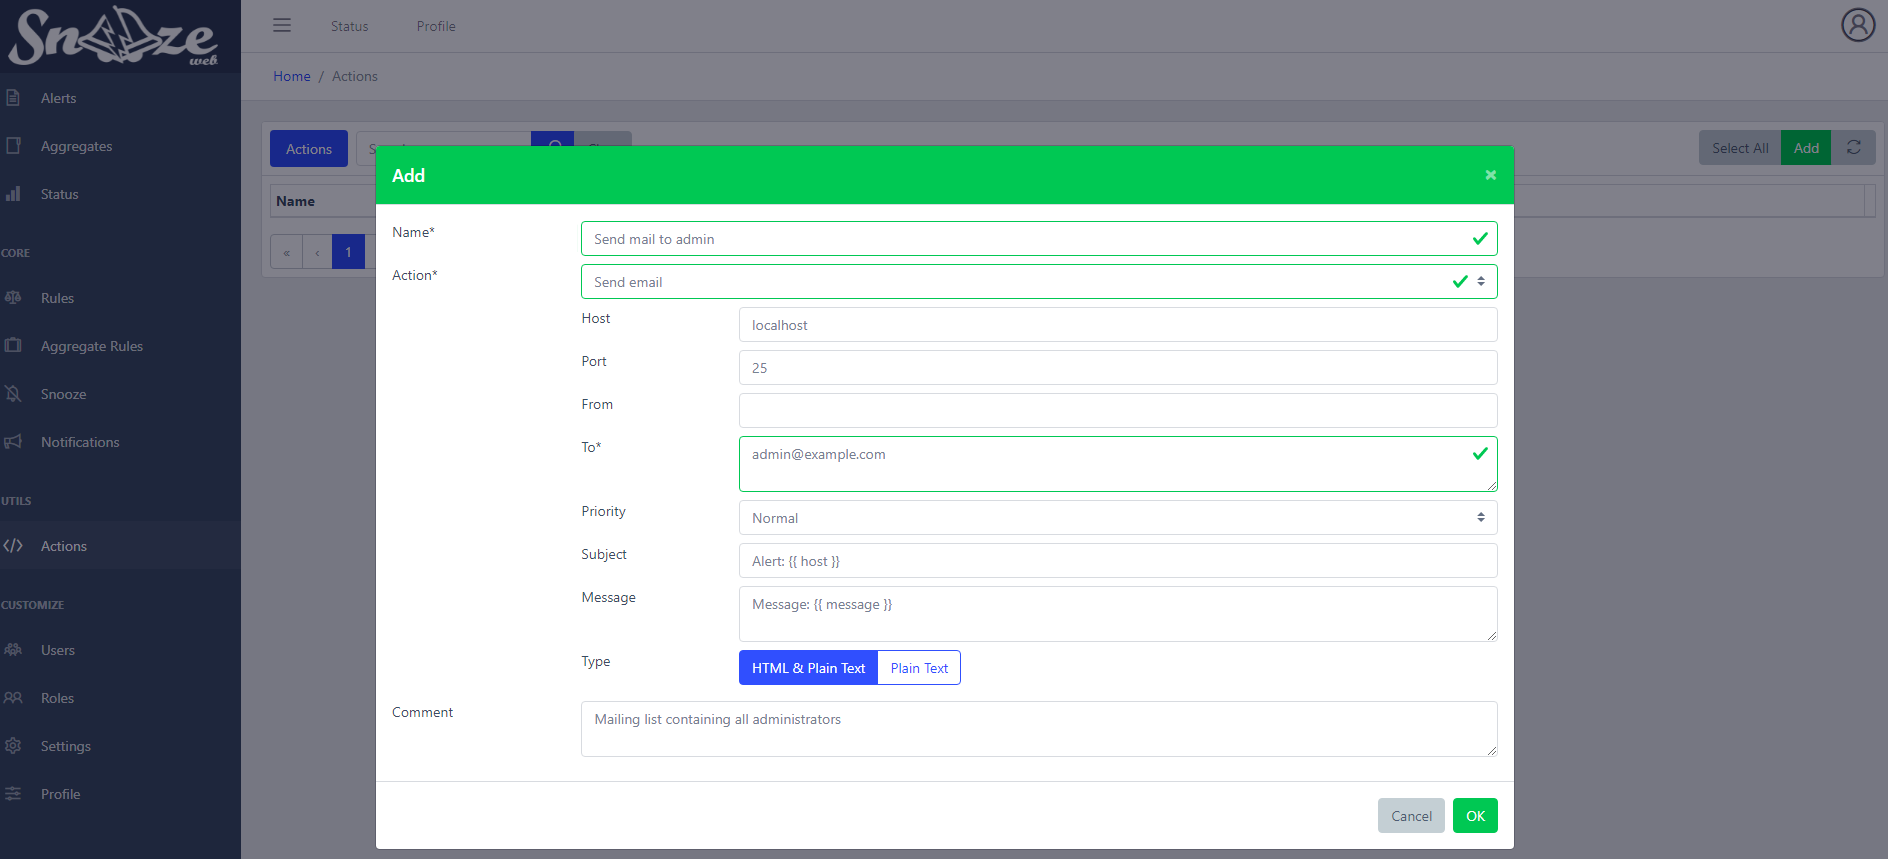 Snooze
web
Status
Profile
Home / Actions
Alerts
Aggregates
Status
CORE
Rules
Aggregate Rules
Snooze
Notifications
UTILS
Actions
CUSTOMIZE
Users
Roles
Settings
Profile
Actions
Select All
Add
Name
« ‹ 1
Add
×
Name*
Send mail to admin
Action*
Send email
Host
localhost
Port
25
From
To*
admin@example.com
Priority
Normal
Subject
Alert: {{ host }}
Message
Message: {{ message }}
Type
HTML & Plain Text
Plain Text
Comment
Mailing list containing all administrators
Cancel
OK